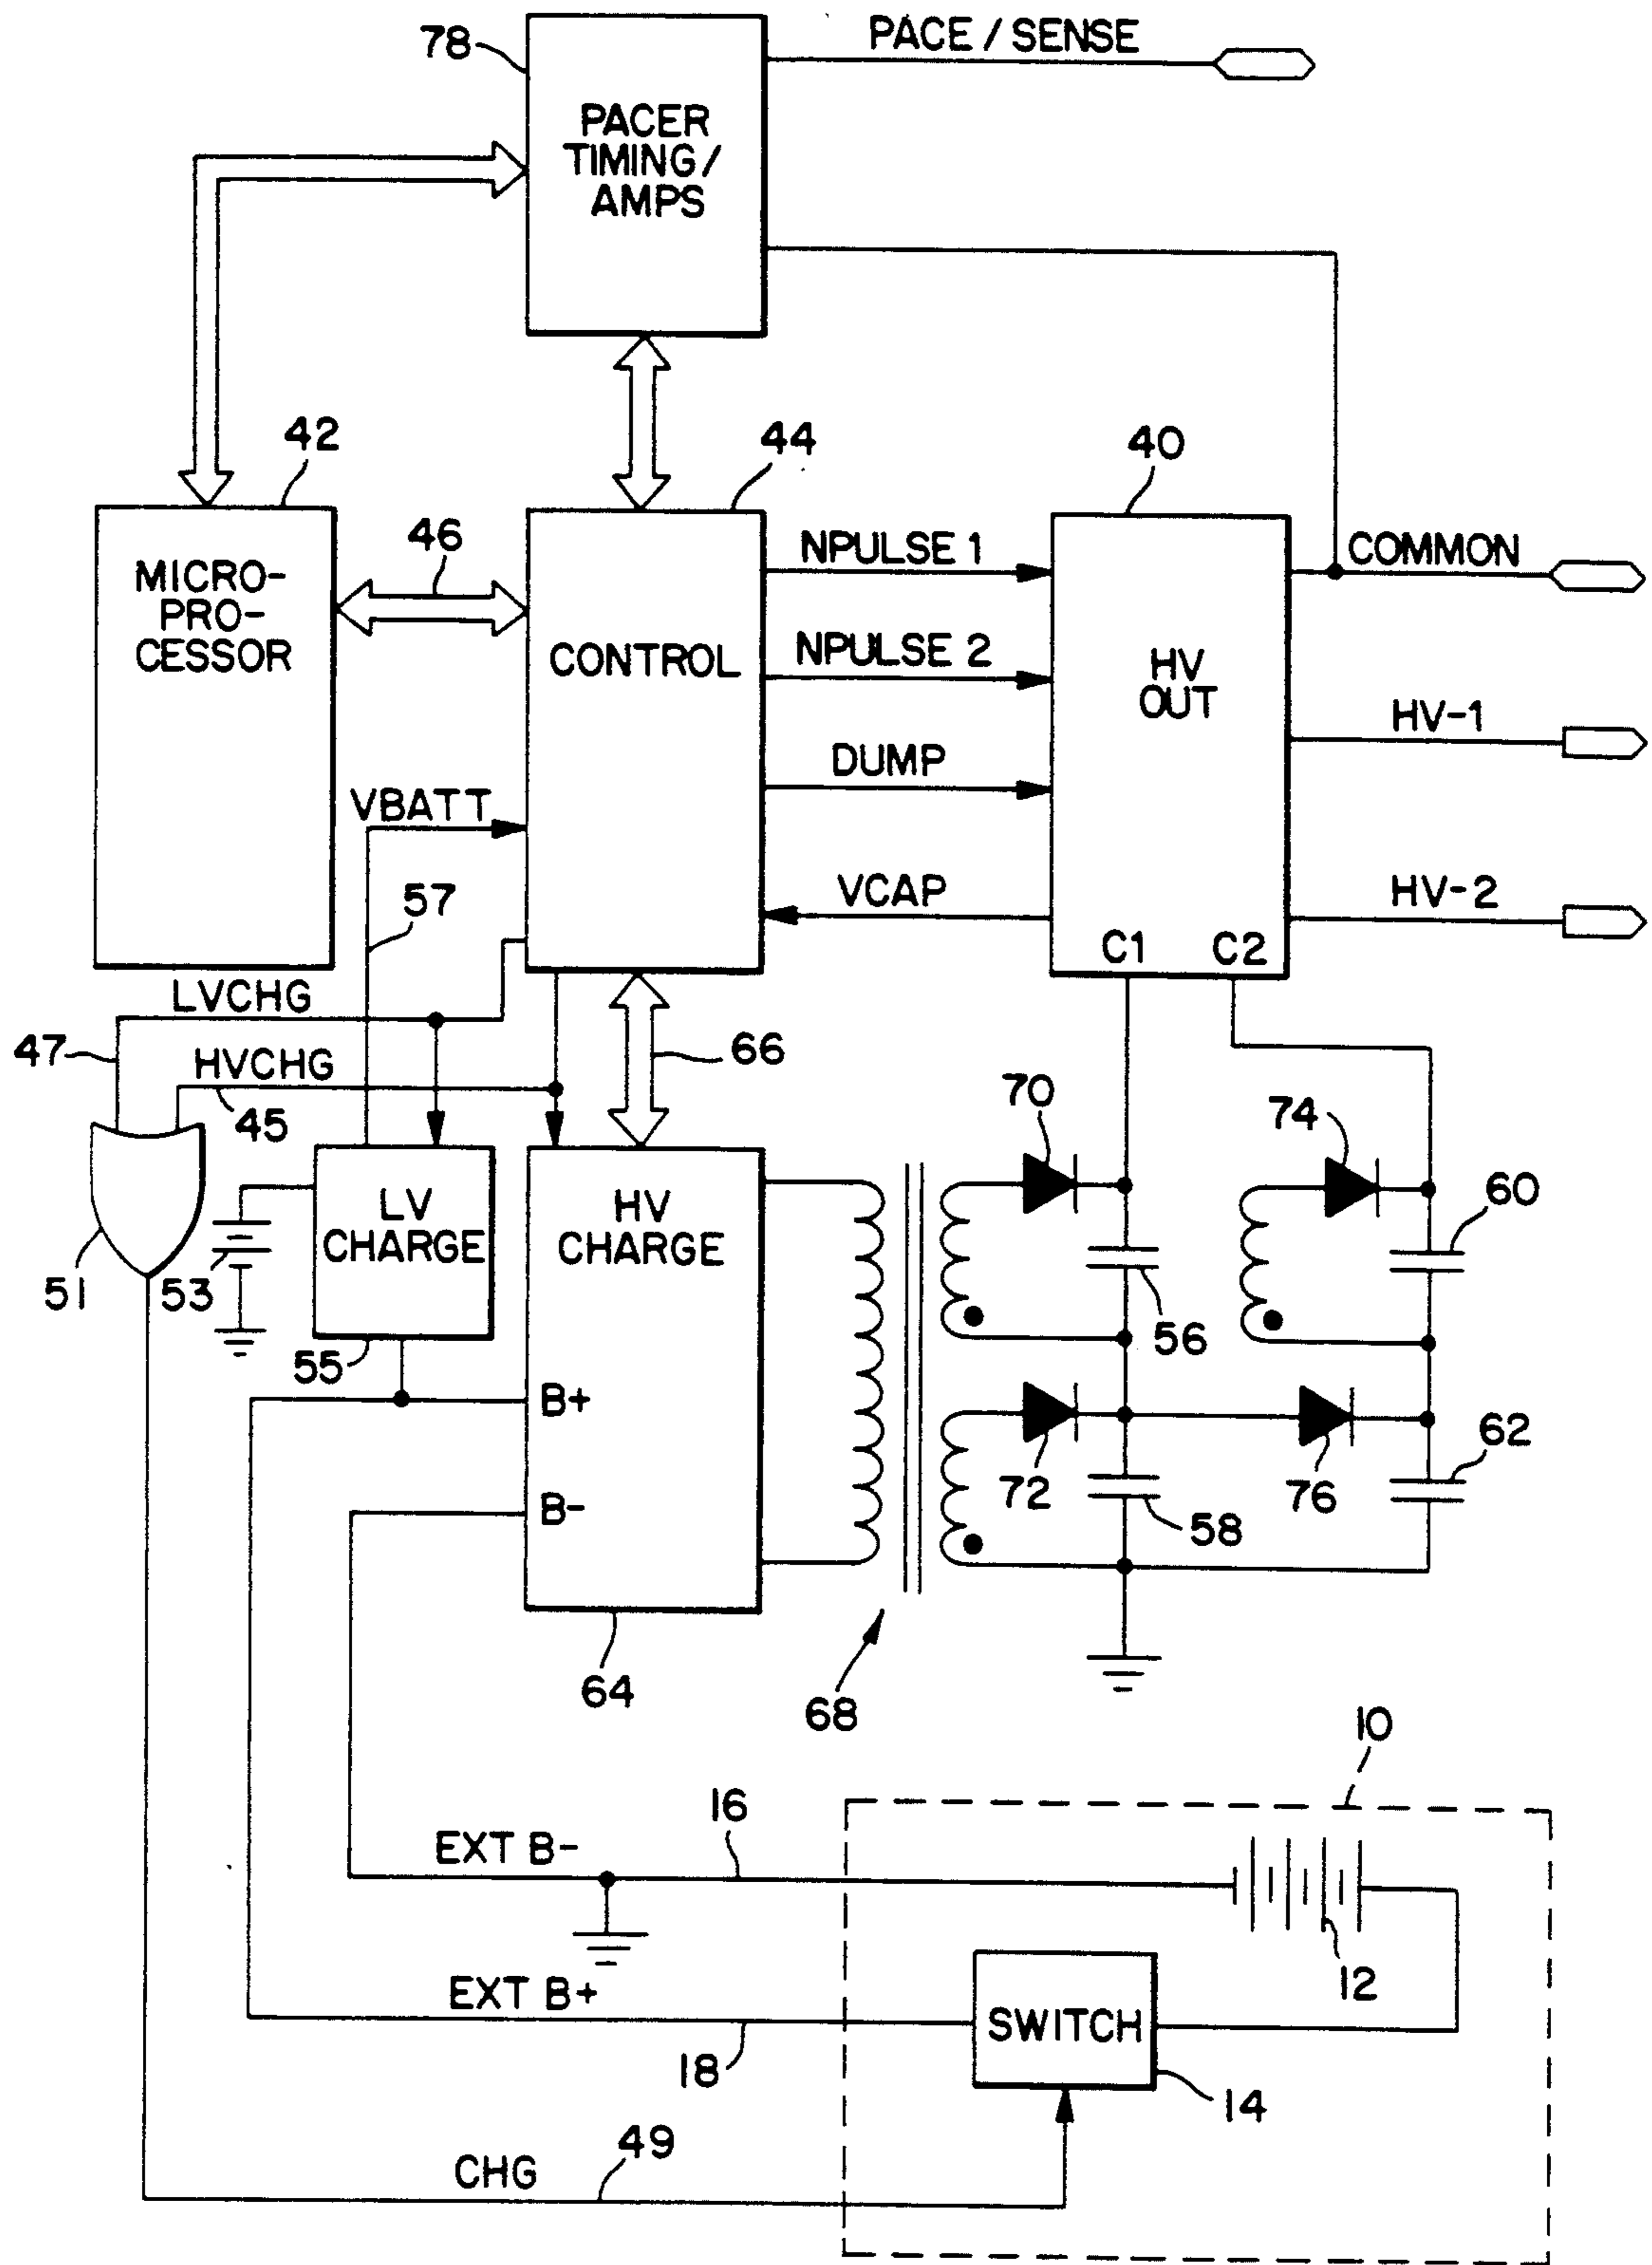 PACE / SENSE
78
PACER
TIMING/
AMPS
42
44
40
46
NPULSE 1
COMMON
MICRO-
PRO-
CESSOR
CONTROL
NPULSE 2
HV
OUT
HV-1
DUMP
VBATT
57
VCAP
HV-2
C1
C2
LVCHG
47
HVCHG
66
45
70
74
LV
CHARGE
HV
CHARGE
60
51
53
55
56
B+
B-
72
76
62
58
64
68
10
16
EXT B-
12
EXT B+
SWITCH
18
14
49
CHG